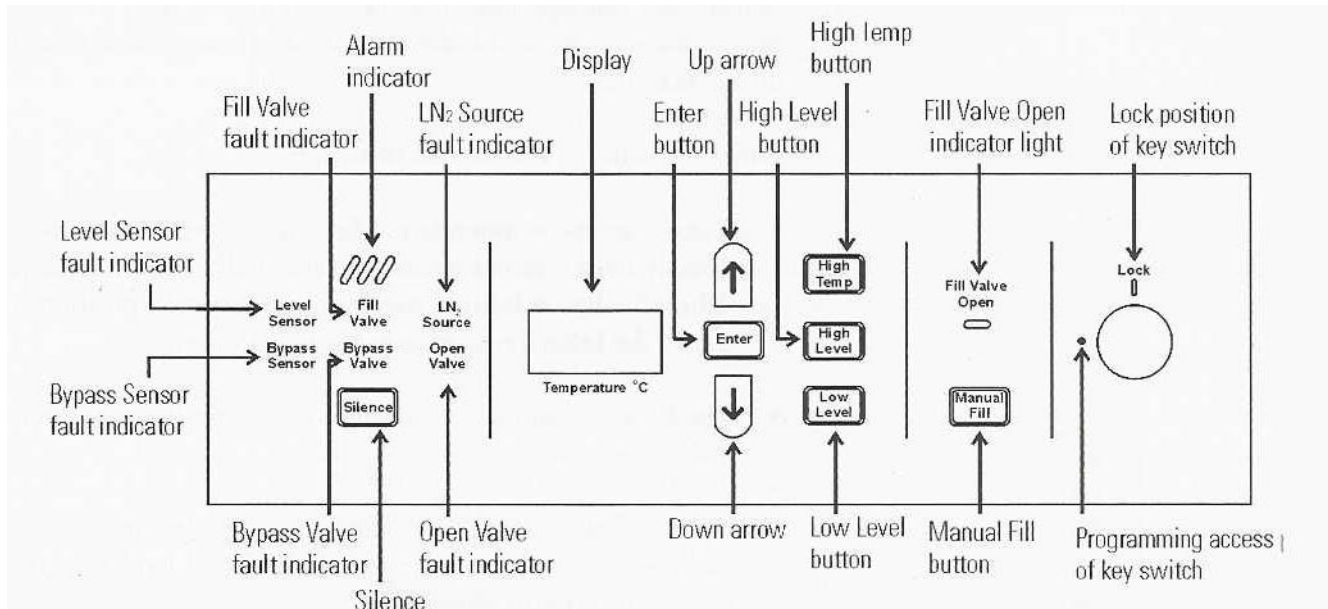 Alarm
indicator
Display
Up arrow
High Temp
button
Fill Valve
fault indicator
LN₂ Source
fault indicator
Enter
button
High Level
button
Fill Valve Open
indicator light
Lock position
of key switch
Level Sensor
fault indicator
Bypass Sensor
fault indicator
Level
Sensor
Fill
Valve
LN₂
Source
Bypass
Sensor
Bypass
Valve
Open
Valve
Silence
Temperature °C
Enter
High
Temp
High
Level
Low
Level
Fill Valve
Open
Manual
Fill
Lock
Bypass Valve
fault indicator
Open Valve
fault indicator
Silence
Down arrow
Low Level
button
Manual Fill
button
Programming access
of key switch